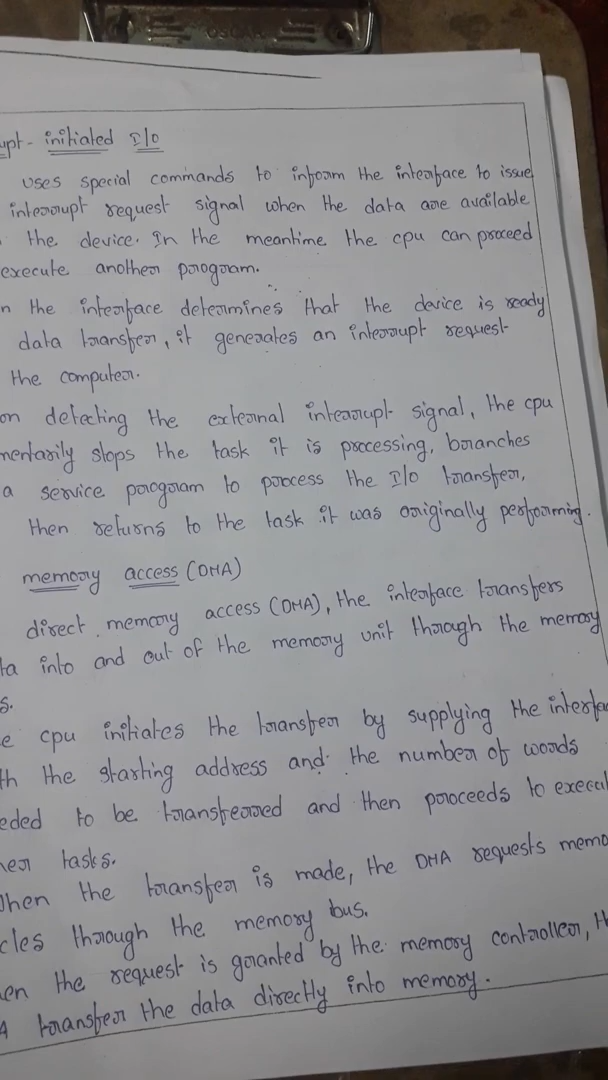 OSCAR
upt- initiated I/O
uses special commands to inform the interface to issue
interrupt request signal when the data are available
the device. In the meantime the cpu can proceed
execute another program.
n the interface determines that the device is ready
data transfer, it generates an interrupt request
the computer.
on detecting the external interrupt signal, the cpu
mentarily stops the task it is processing, branches
a service program to process the I/O transfer,
then returns to the task it was originally performing.
memory access (DMA)
direct memory access (DMA), the interface transfers
ta into and out of the memory unit through the memory
s.
e cpu initiates the transfer by supplying the interfac
th the starting address and the number of words
eded to be transferred and then proceeds to execut
her tasks.
When the transfer is made, the DMA requests memo
cles through the memory bus.
en the request is granted by the memory controller, th
A transfer the data directly into memory.